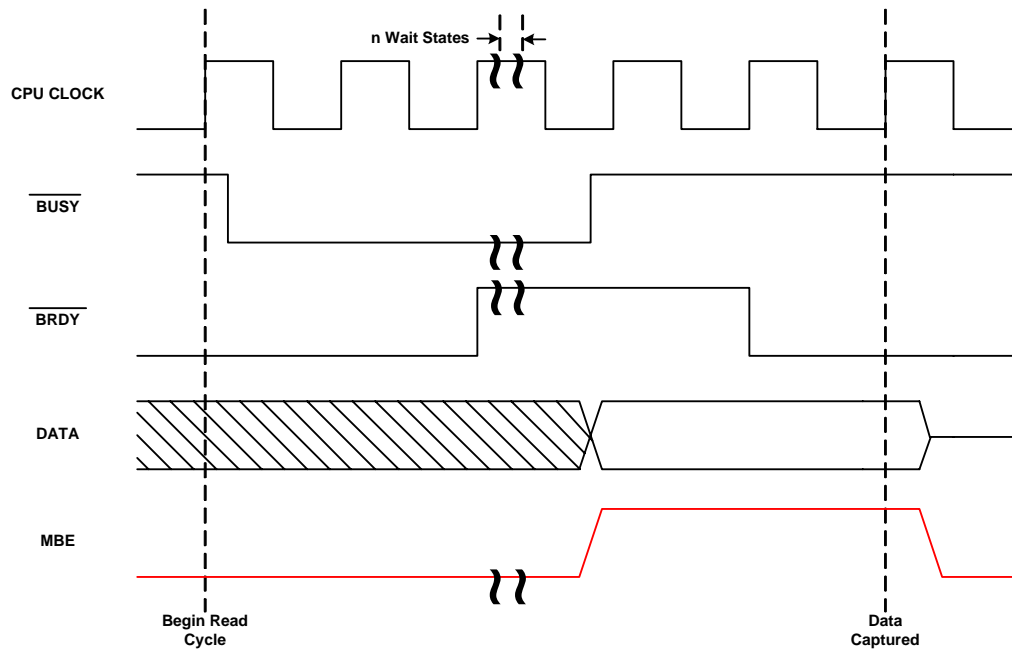 n Wait States
CPU CLOCK
BUSY
BRDY
DATA
MBE
Begin Read
Cycle
Data
Captured